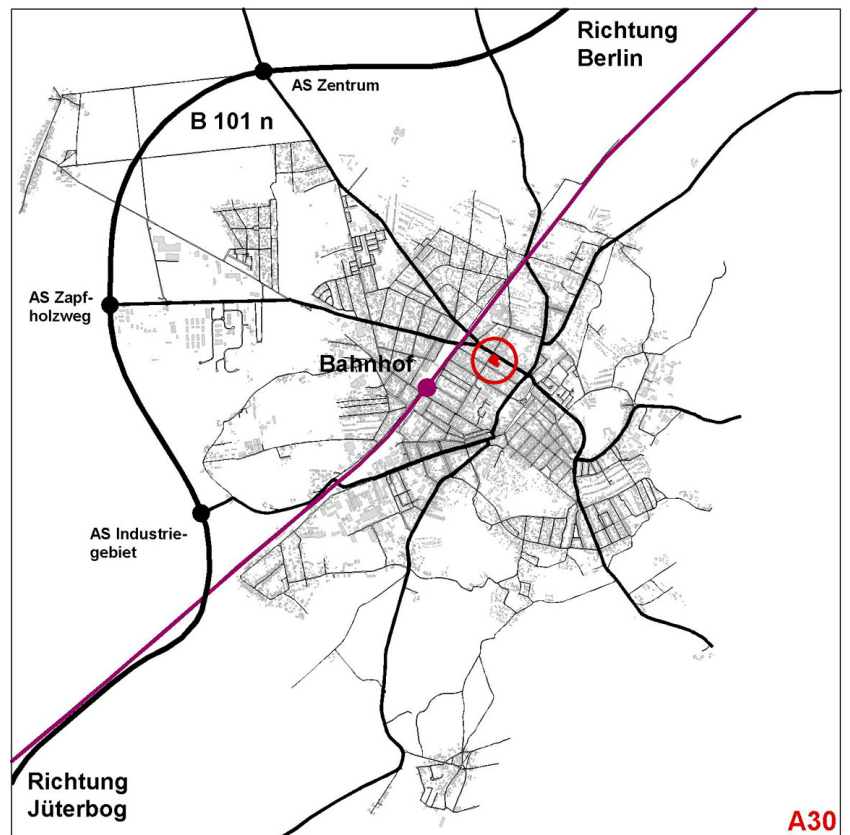 Richtung
Berlin
AS Zentrum
B 101 n
AS Zapf-
holzweg
Bahnhof
AS Industrie-
gebiet
Richtung
Jüterbog
A30